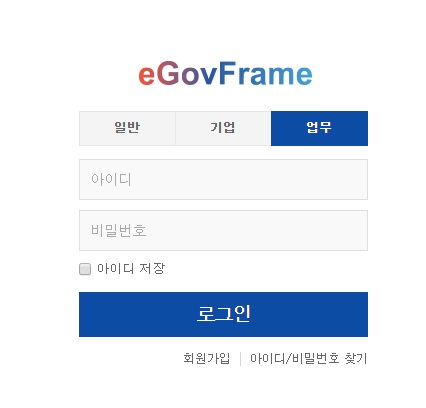 eGovFrame
일반 기업 업무
아이디
비밀번호
아이디 저장
로그인
회원가입 | 아이디/비밀번호 찾기